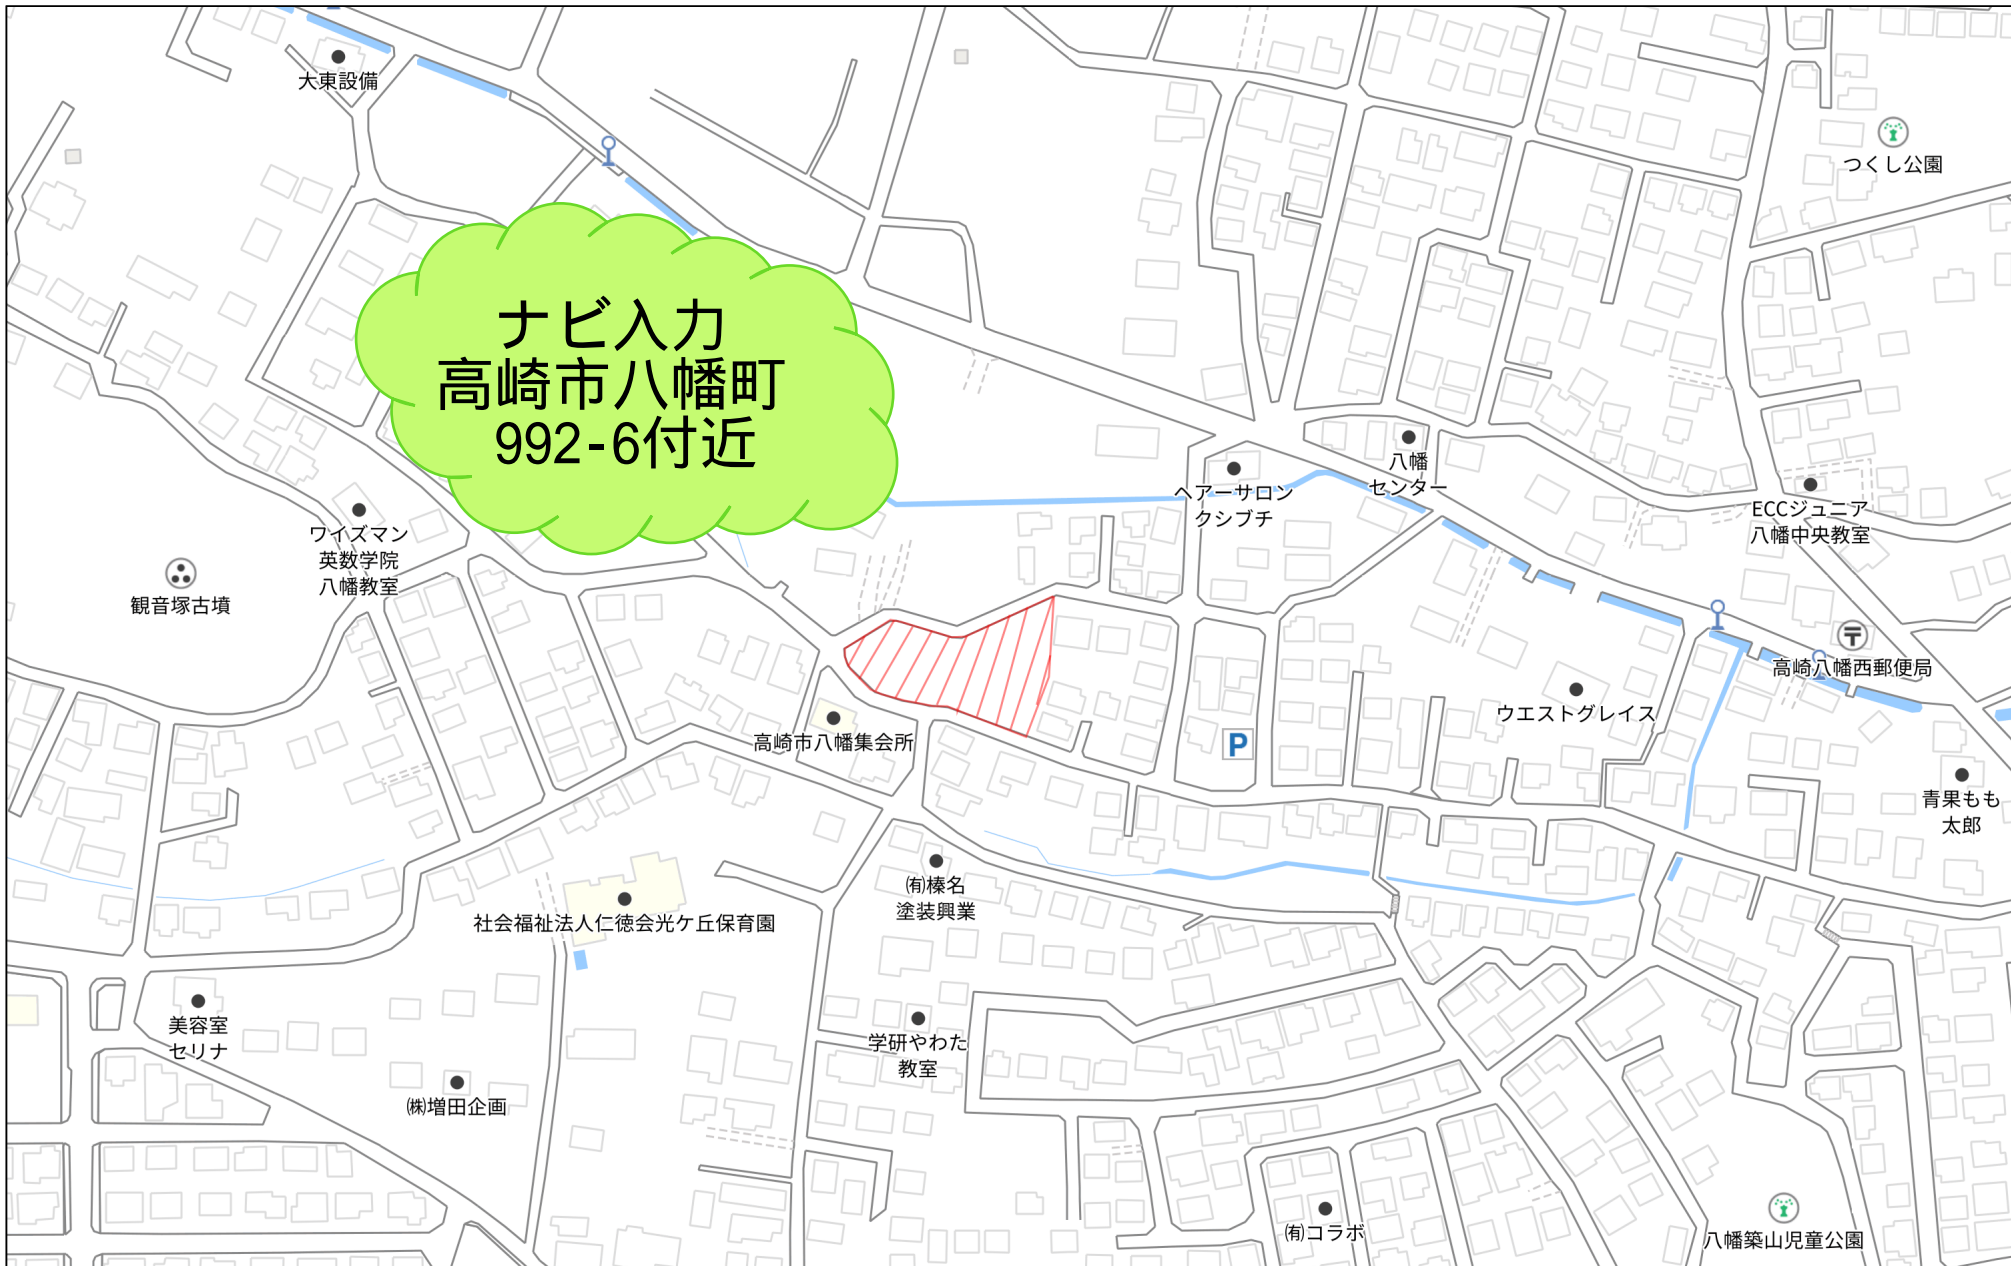 大東設備
つくし公園
ナビ入力
高崎市八幡町
992-6付近
八幡
センター
ヘアーサロン
クシブチ
ECCジュニア
八幡中央教室
ワイズマン
英数学院
八幡教室
観音塚古墳
高崎八幡西郵便局
ウエストグレイス
高崎市八幡集会所
P
青果もも
太郎
㈲榛名
塗装興業
社会福祉法人仁徳会光ケ丘保育園
美容室
セリナ
学研やわた
教室
㈱増田企画
㈲コラボ
八幡築山児童公園